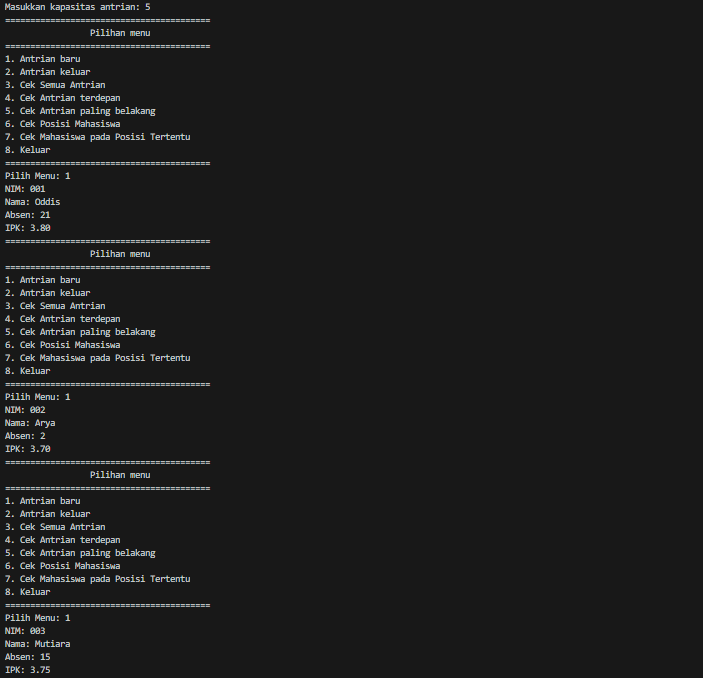 Masukkan kapasitas antrian: 5
=========================================
Pilihan menu
=========================================
1. Antrian baru
2. Antrian keluar
3. Cek Semua Antrian
4. Cek Antrian terdepan
5. Cek Antrian paling belakang
6. Cek Posisi Mahasiswa
7. Cek Mahasiswa pada Posisi Tertentu
8. Keluar
=========================================
Pilih Menu: 1
NIM: 001
Nama: Oddis
Absen: 21
IPK: 3.80
=========================================
Pilihan menu
=========================================
1. Antrian baru
2. Antrian keluar
3. Cek Semua Antrian
4. Cek Antrian terdepan
5. Cek Antrian paling belakang
6. Cek Posisi Mahasiswa
7. Cek Mahasiswa pada Posisi Tertentu
8. Keluar
=========================================
Pilih Menu: 1
NIM: 002
Nama: Arya
Absen: 2
IPK: 3.70
=========================================
Pilihan menu
=========================================
1. Antrian baru
2. Antrian keluar
3. Cek Semua Antrian
4. Cek Antrian terdepan
5. Cek Antrian paling belakang
6. Cek Posisi Mahasiswa
7. Cek Mahasiswa pada Posisi Tertentu
8. Keluar
=========================================
Pilih Menu: 1
NIM: 003
Nama: Mutiara
Absen: 15
IPK: 3.75